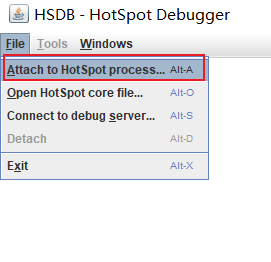 HSDB - HotSpot Debugger
File Tools Windows
Attach to HotSpot process... Alt-A
Open HotSpot core file... Alt-O
Connect to debug server... Alt-S
Detach Alt-D
Exit Alt-X